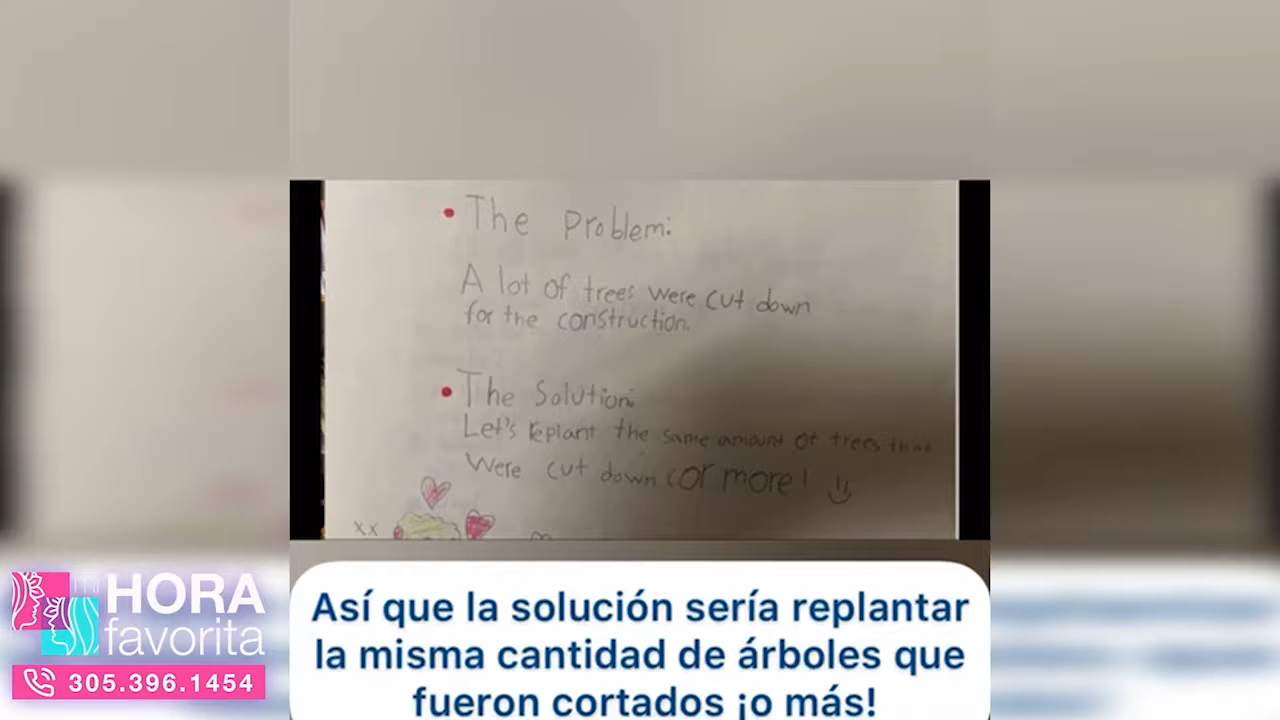 • The Problem:
A lot of trees were cut down
for the construction.
• The Solution:
Let's replant the same amount of trees that
were cut down (or more! 
XX
Así que la solución sería replantar
la misma cantidad de árboles que
fueron cortados ¡o más!
mi
HORA
favorita
305.396.1454